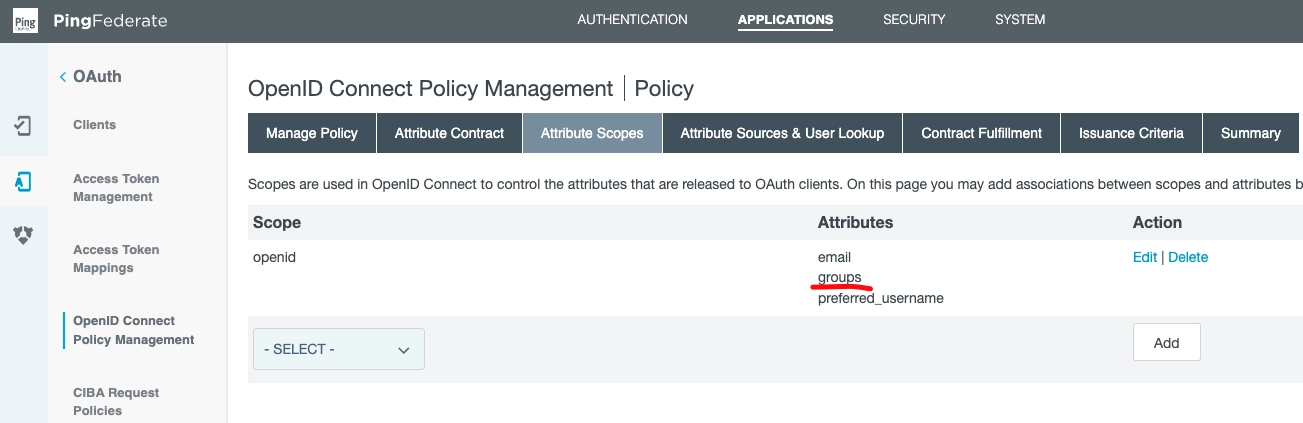 Ping
PingFederate
AUTHENTICATION APPLICATIONS SECURITY SYSTEM
OAuth
Clients
Access Token
Management
Access Token
Mappings
OpenID Connect
Policy Management
CIBA Request
Policies
OpenID Connect Policy Management | Policy
Manage Policy Attribute Contract Attribute Scopes Attribute Sources & User Lookup Contract Fulfillment Issuance Criteria Summary
Scopes are used in OpenID Connect to control the attributes that are released to OAuth clients. On this page you may add associations between scopes and attributes b
Scope Attributes Action
openid email Edit | Delete
groups
preferred_username
- SELECT - Add